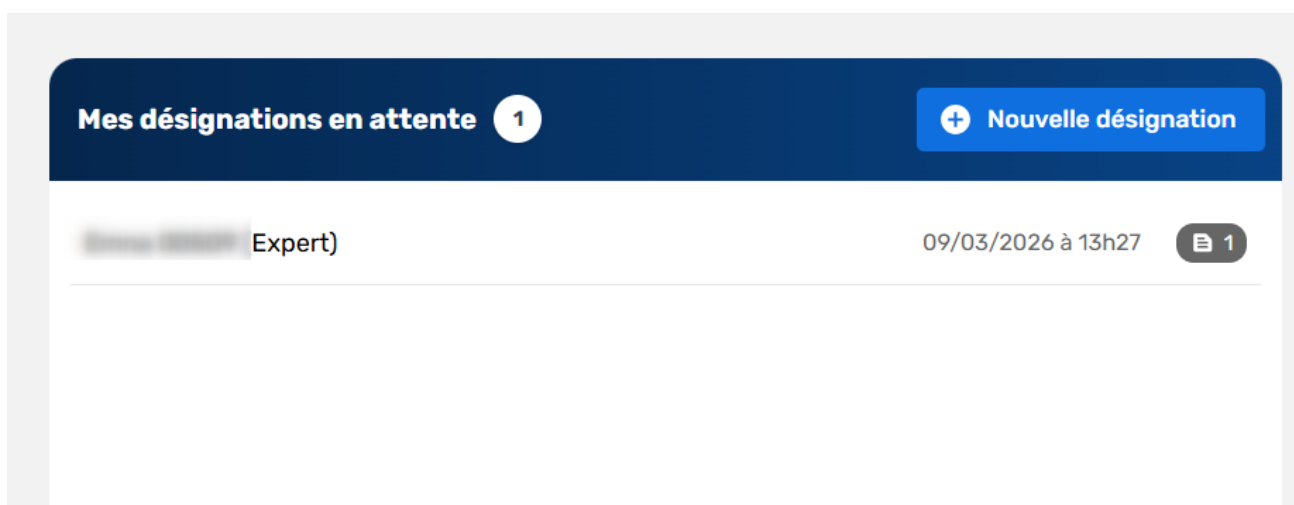 Mes désignations en attente 1
Nouvelle désignation
Expert) 09/03/2026 à 13h27 1